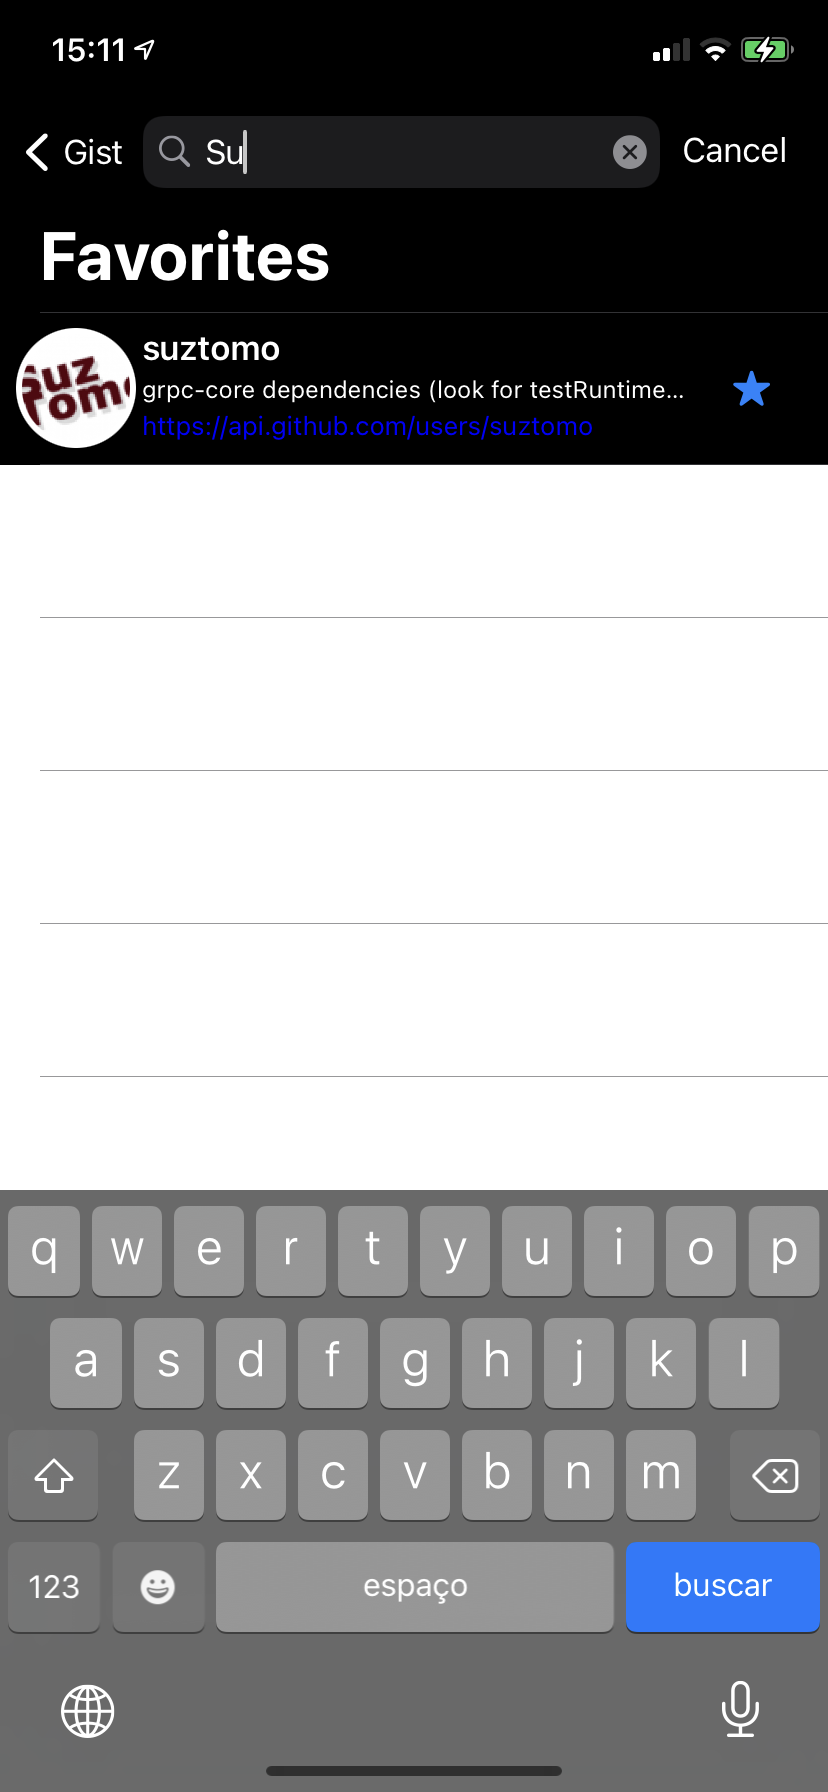 15:11
Gist
Su
Cancel
Favorites
suz
Tomo
suztomo
grpc-core dependencies (look for testRuntime...
https://api.github.com/users/suztomo
q w e r t y u i o p
a s d f g h j k l
z x c v b n m
123
espaço
buscar